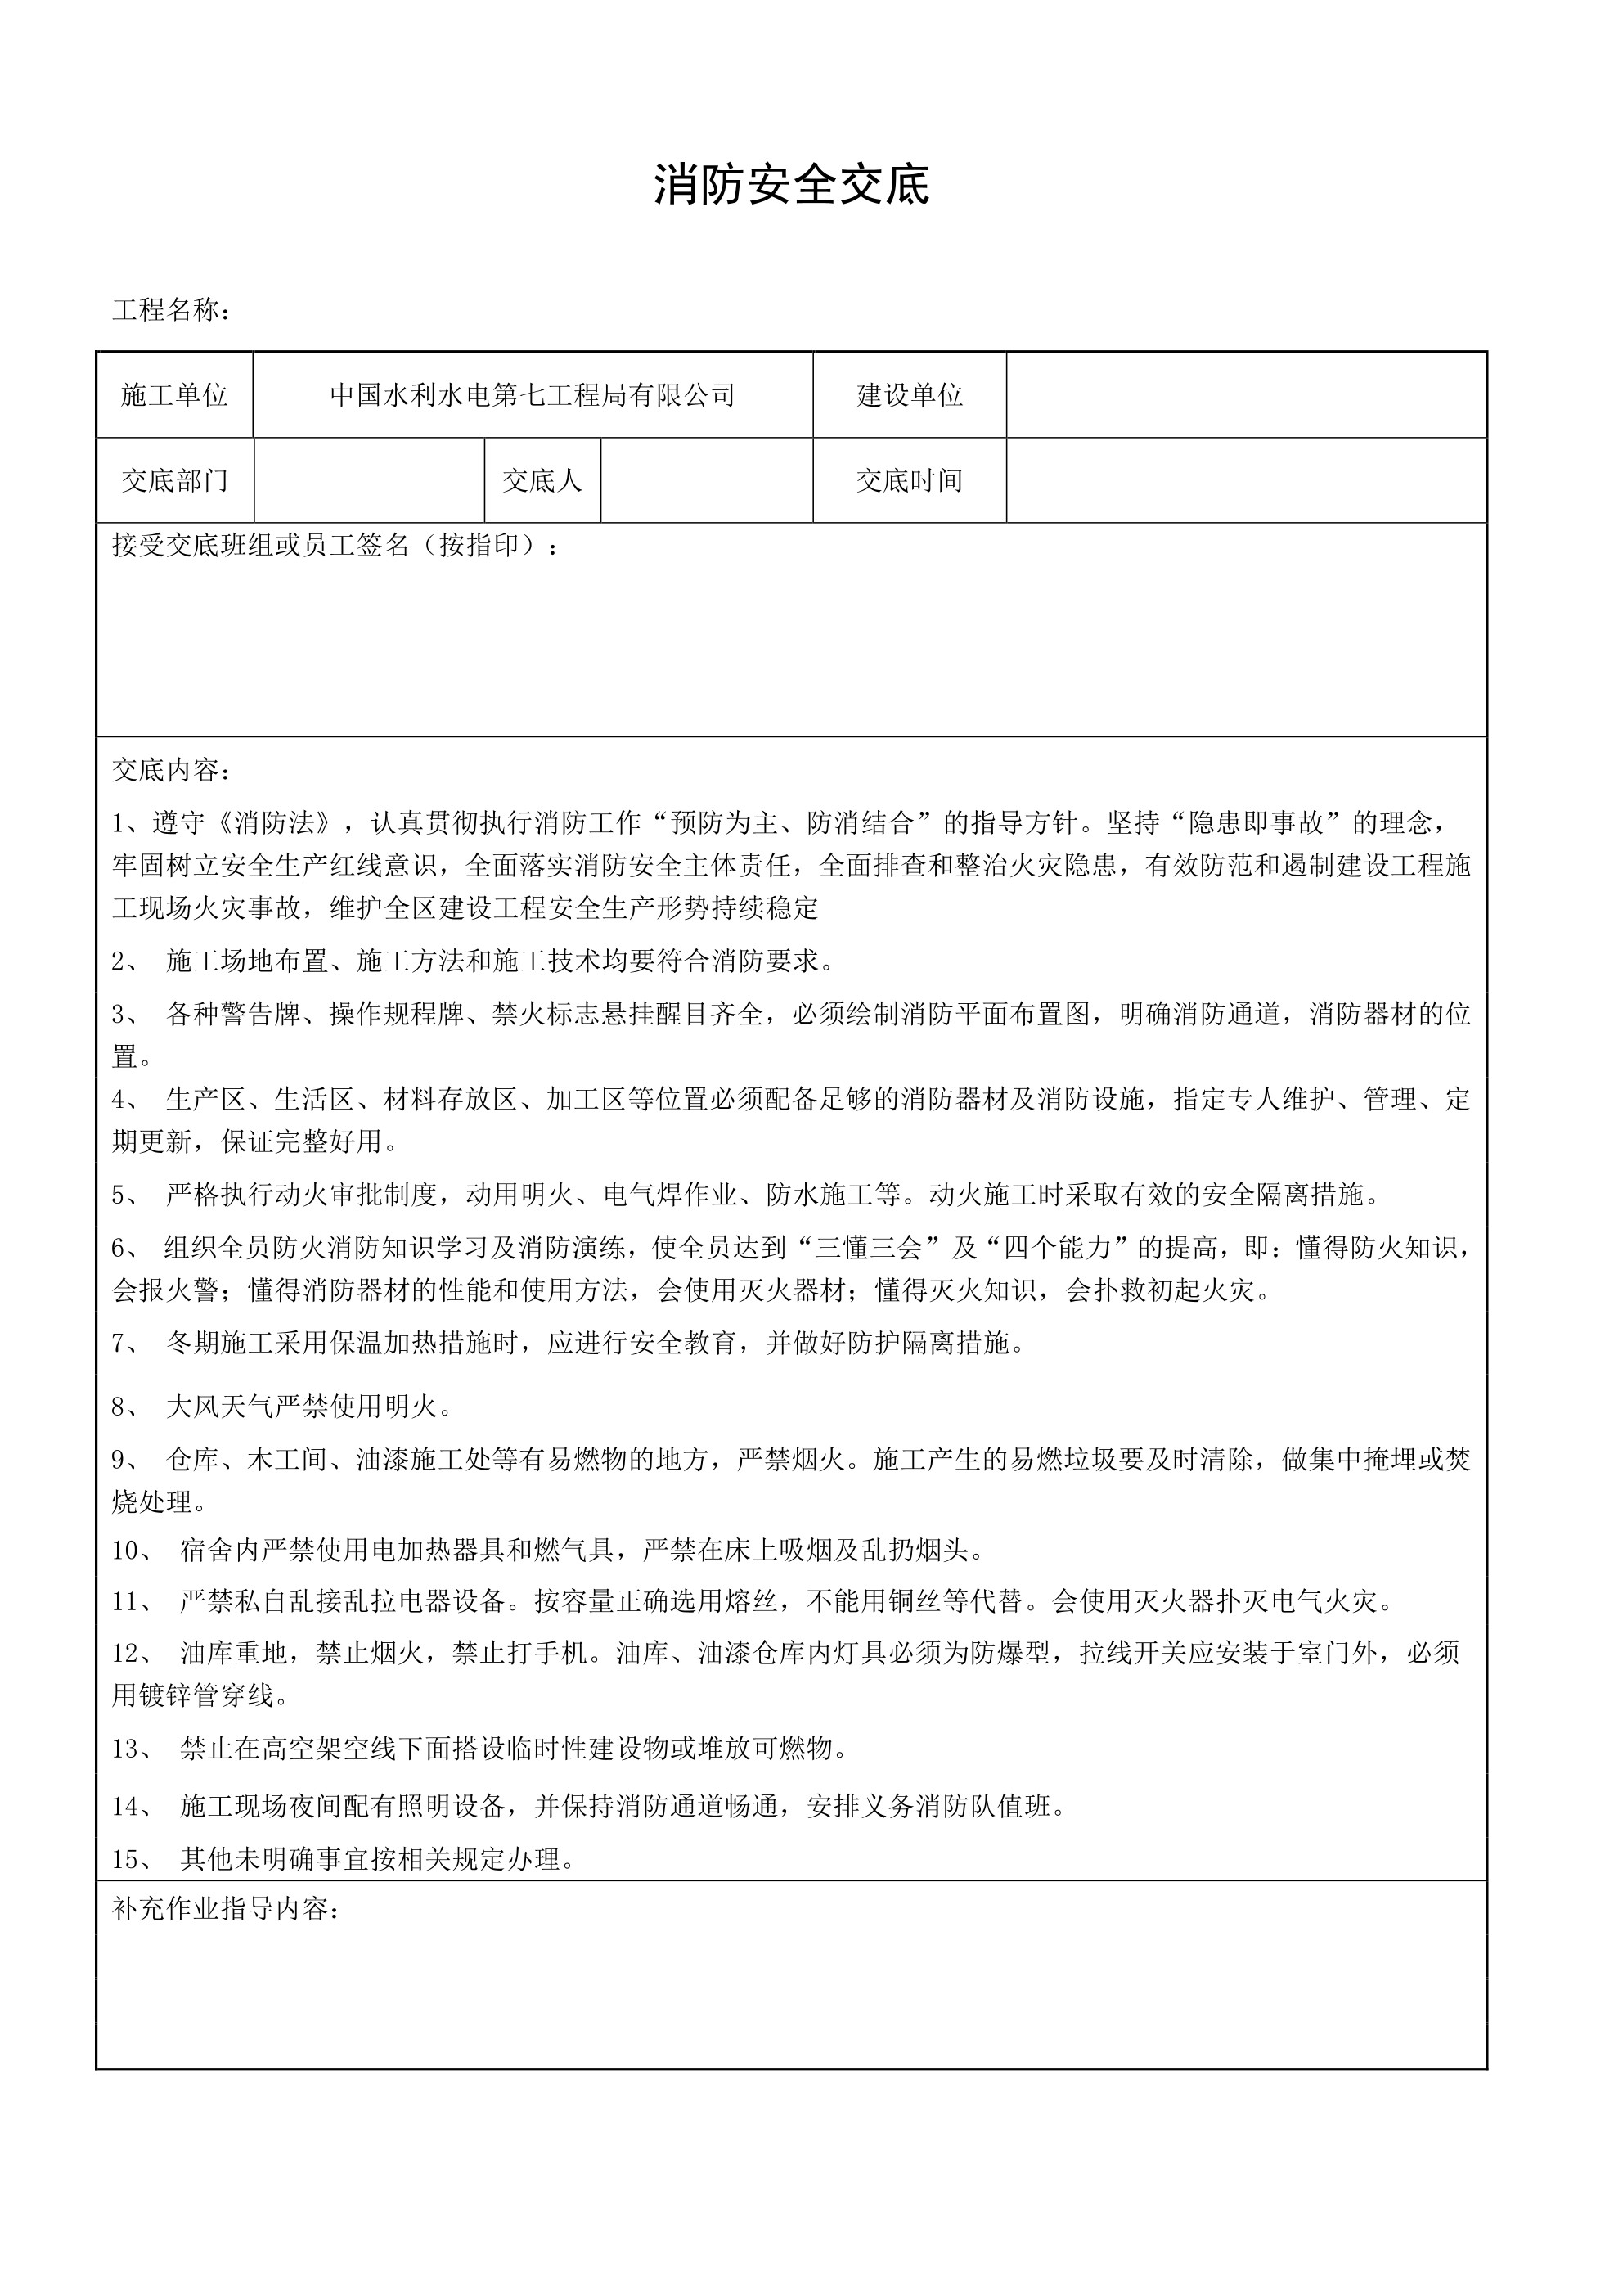 消防安全交底
工程名称：
施工单位 中国水利水电第七工程局有限公司 建设单位
交底部门 交底人 交底时间
接受交底班组或员工签名（按指印）：
交底内容：
1、遵守《消防法》，认真贯彻执行消防工作“预防为主、防消结合”的指导方针。坚持“隐患即事故”的理念，
牢固树立安全生产红线意识，全面落实消防安全主体责任，全面排查和整治火灾隐患，有效防范和遏制建设工程施
工现场火灾事故，维护全区建设工程安全生产形势持续稳定
2、 施工场地布置、施工方法和施工技术均要符合消防要求。
3、 各种警告牌、操作规程牌、禁火标志悬挂醒目齐全，必须绘制消防平面布置图，明确消防通道，消防器材的位
置。
4、 生产区、生活区、材料存放区、加工区等位置必须配备足够的消防器材及消防设施，指定专人维护、管理、定
期更新，保证完整好用。
5、 严格执行动火审批制度，动用明火、电气焊作业、防水施工等。动火施工时采取有效的安全隔离措施。
6、 组织全员防火消防知识学习及消防演练，使全员达到“三懂三会”及“四个能力”的提高，即：懂得防火知识，
会报火警；懂得消防器材的性能和使用方法，会使用灭火器材；懂得灭火知识，会扑救初起火灾。
7、 冬期施工采用保温加热措施时，应进行安全教育，并做好防护隔离措施。
8、 大风天气严禁使用明火。
9、 仓库、木工间、油漆施工处等有易燃物的地方，严禁烟火。施工产生的易燃垃圾要及时清除，做集中掩埋或焚
烧处理。
10、 宿舍内严禁使用电加热器具和燃气具，严禁在床上吸烟及乱扔烟头。
11、 严禁私自乱接乱拉电器设备。按容量正确选用熔丝，不能用铜丝等代替。会使用灭火器扑灭电气火灾。
12、 油库重地，禁止烟火，禁止打手机。油库、油漆仓库内灯具必须为防爆型，拉线开关应安装于室门外，必须
用镀锌管穿线。
13、 禁止在高空架空线下面搭设临时性建设物或堆放可燃物。
14、 施工现场夜间配有照明设备，并保持消防通道畅通，安排义务消防队值班。
15、 其他未明确事宜按相关规定办理。
补充作业指导内容：